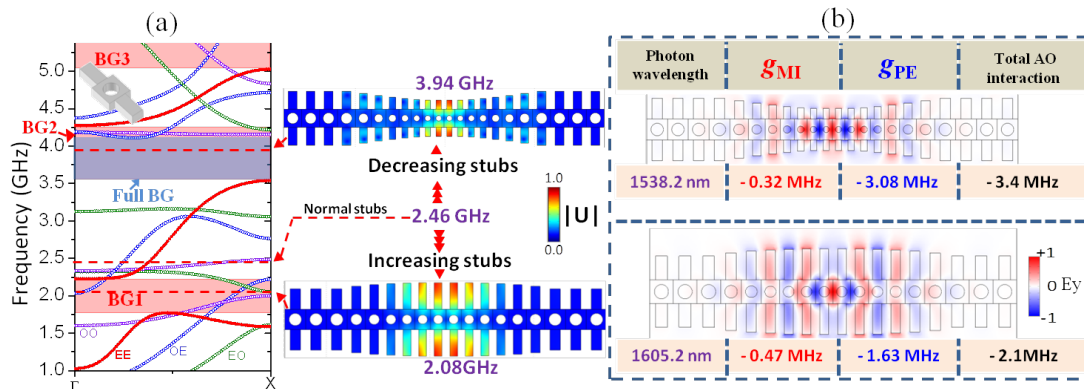 (a)
(b)
BG3
5.0
4.5
BG2
4.0
3.5
Full BG
3.0
2.5
2.0
BG1
1.5
OO
EE
OE
EO
1.0
Γ
X
Frequency (GHz)
3.94 GHz
Decreasing stubs
Normal stubs
2.46 GHz
Increasing stubs
2.08GHz
1.0
|U|
0.0
Photon
wavelength
gMI
gPE
Total AO
interaction
1538.2 nm
- 0.32 MHz
- 3.08 MHz
- 3.4 MHz
+1
0 Ey
-1
1605.2 nm
- 0.47 MHz
- 1.63 MHz
- 2.1MHz